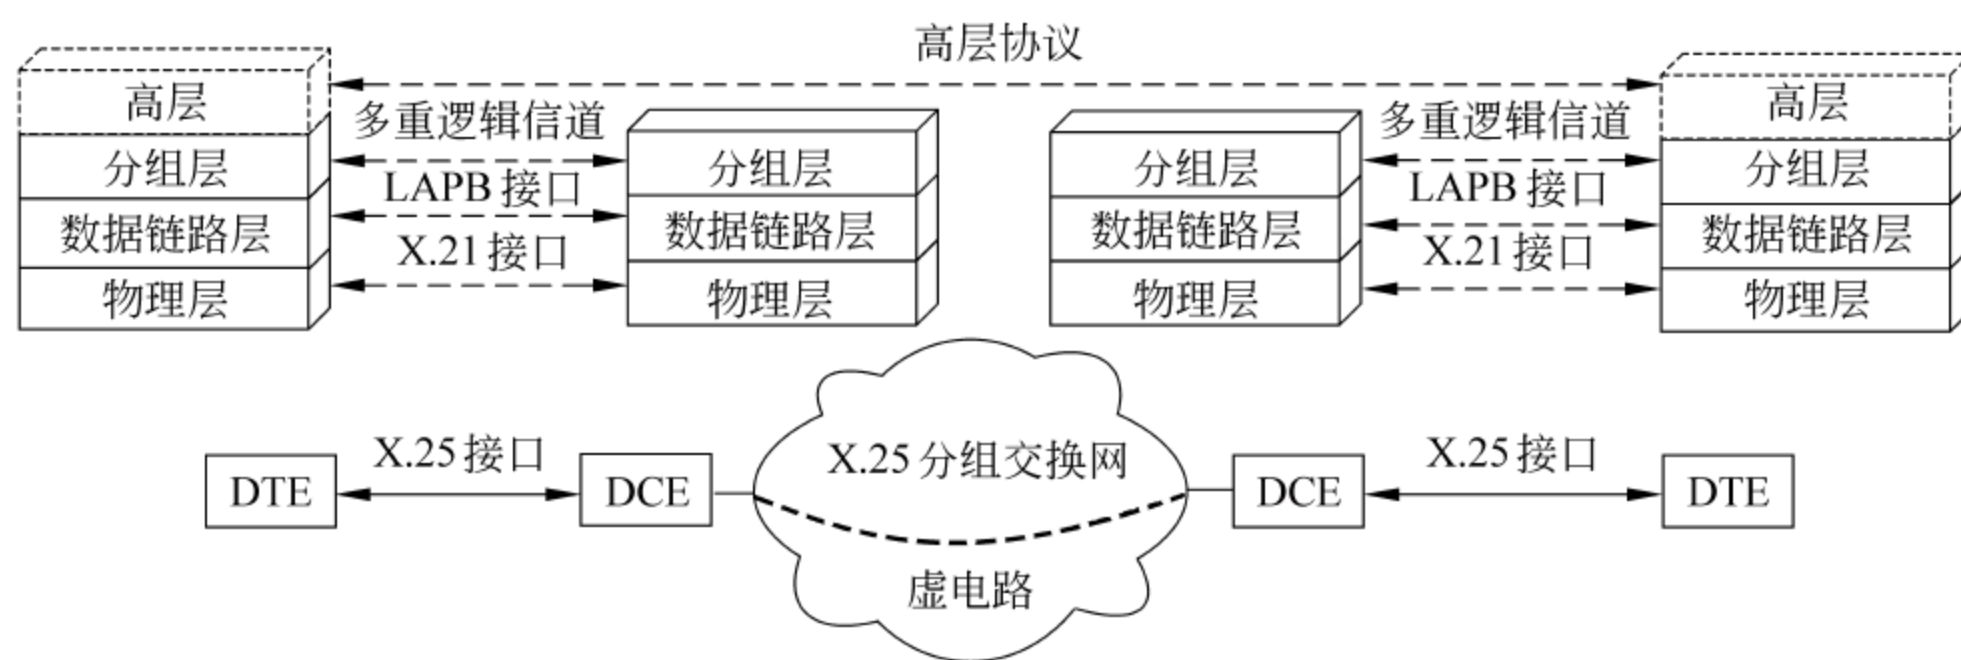 高层协议
高层
高层
多重逻辑信道
多重逻辑信道
分组层
分组层
分组层
分组层
LAPB 接口
LAPB 接口
数据链路层
数据链路层
数据链路层
数据链路层
X.21 接口
X.21 接口
物理层
物理层
物理层
物理层
X.25 接口
X.25 分组交换网
X.25 接口
DTE
DCE
DCE
DTE
虚电路